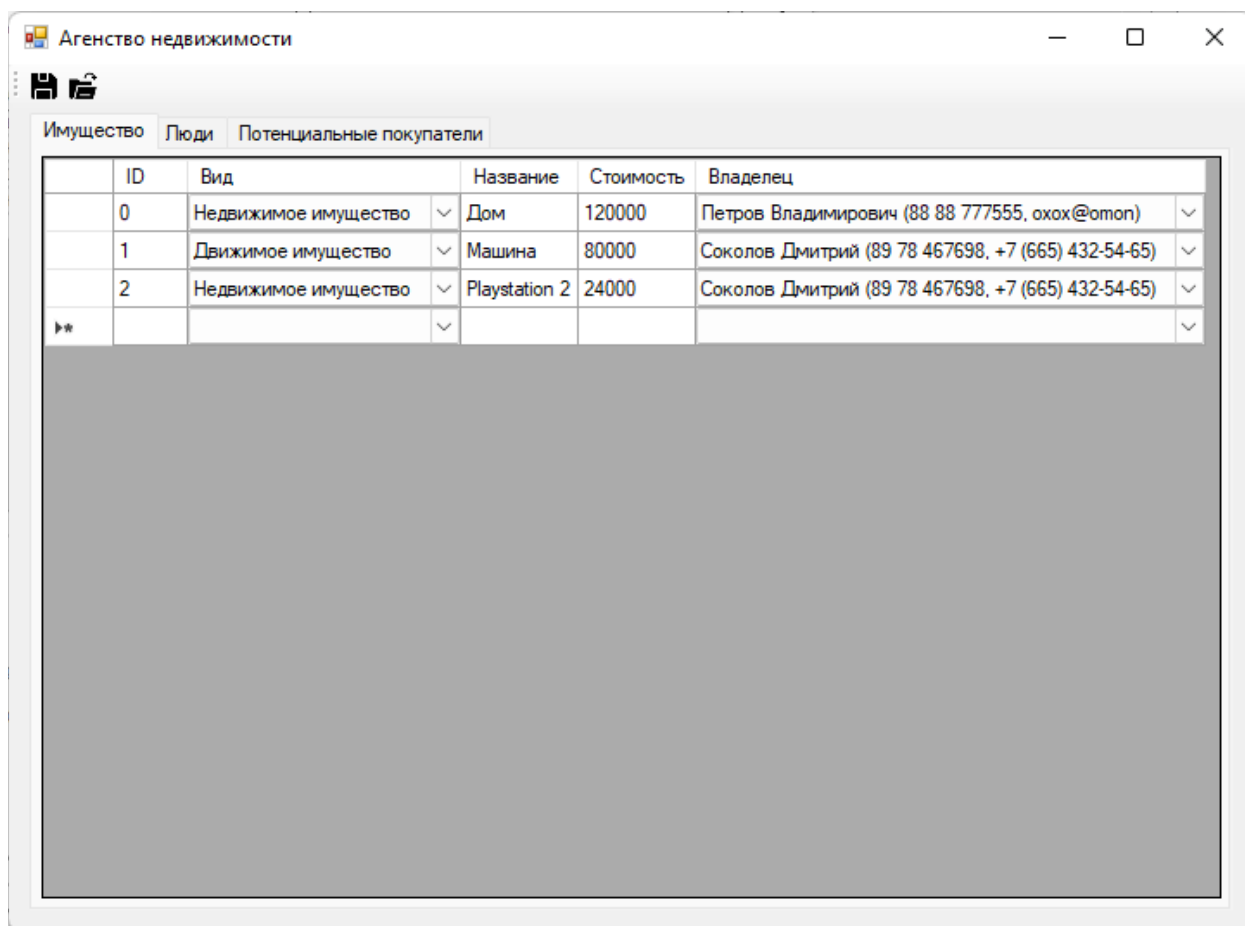 Агенство недвижимости
Имущество Люди Потенциальные покупатели
ID Вид Название Стоимость Владелец
0 Недвижимое имущество Дом 120000 Петров Владимирович (88 88 777555, oxox@omon)
1 Движимое имущество Машина 80000 Соколов Дмитрий (89 78 467698, +7 (665) 432-54-65)
2 Недвижимое имущество Playstation 2 24000 Соколов Дмитрий (89 78 467698, +7 (665) 432-54-65)